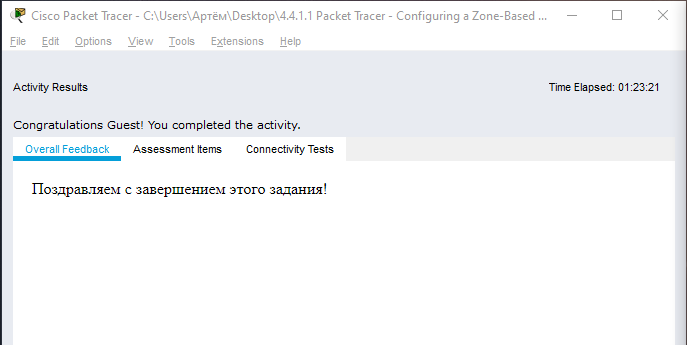 Cisco Packet Tracer - C:\Users\Артём\Desktop\4.4.1.1 Packet Tracer - Configuring a Zone-Based ...
File Edit Options View Tools Extensions Help
Activity Results Time Elapsed: 01:23:21
Congratulations Guest! You completed the activity.
Overall Feedback Assessment Items Connectivity Tests
Поздравляем с завершением этого задания!